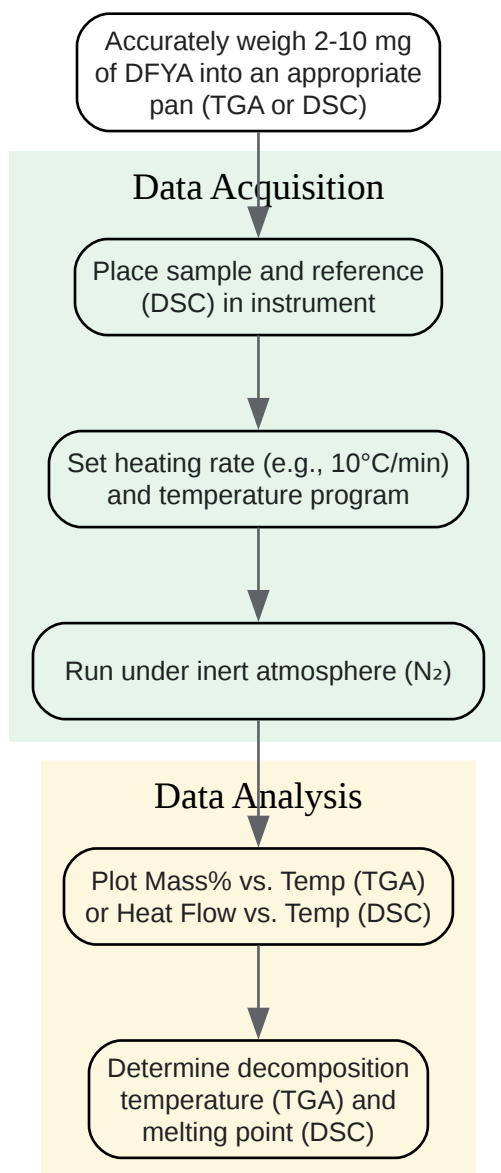 Accurately weigh 2-10 mg
of DFYA into an appropriate
pan (TGA or DSC)
Data Acquisition
Place sample and reference
(DSC) in instrument
Set heating rate (e.g., 10°C/min)
and temperature program
Run under inert atmosphere (N₂)
Data Analysis
Plot Mass% vs. Temp (TGA)
or Heat Flow vs. Temp (DSC)
Determine decomposition
temperature (TGA) and
melting point (DSC)